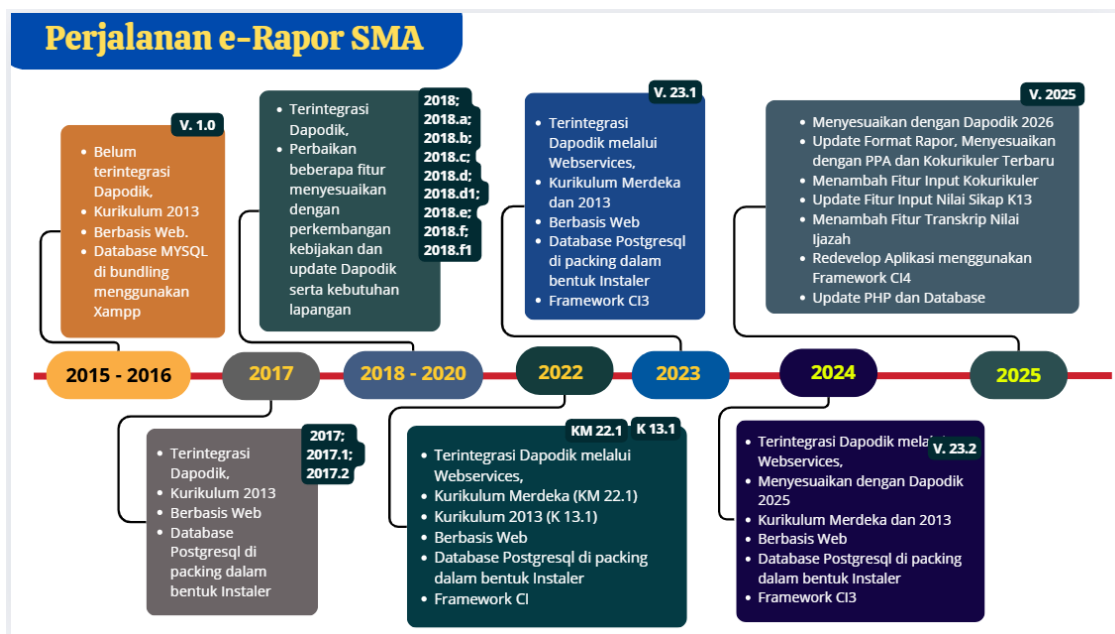 Perjalanan e-Rapor SMA
V. 1.0
• Belum
terintegrasi
Dapodik,
• Kurikulum 2013
• Berbasis Web.
• Database MYSQL
di bundling
menggunakan
Xampp
• Terintegrasi
Dapodik,
• Perbaikan
beberapa fitur
menyesuaikan
dengan
perkembangan
kebijakan dan
update Dapodik
serta kebutuhan
lapangan
2018;
2018.a;
2018.b;
2018.c;
2018.d;
2018.d1;
2018.e;
2018.f;
2018.f1
V. 23.1
• Terintegrasi
Dapodik melalui
Webservices,
• Kurikulum Merdeka
dan 2013
• Berbasis Web
• Database Postgresql
di packing dalam
bentuk Instaler
• Framework CI3
V. 2025
• Menyesuaikan dengan Dapodik 2026
• Update Format Rapor, Menyesuaikan
dengan PPA dan Kokurikuler Terbaru
• Menambah Fitur Input Kokurikuler
• Update Fitur Input Nilai Sikap K13
• Menambah Fitur Transkrip Nilai
Ijazah
• Redevelop Aplikasi menggunakan
Framework CI4
• Update PHP dan Database
2015 - 2016
2017
2018 - 2020
2022
2023
2024
2025
2017;
2017.1;
2017.2
• Terintegrasi
Dapodik,
• Kurikulum 2013
• Berbasis Web
• Database
Postgresql di
packing dalam
bentuk Instaler
KM 22.1
K 13.1
• Terintegrasi Dapodik melalui
Webservices,
• Kurikulum Merdeka (KM 22.1)
• Kurikulum 2013 (K 13.1)
• Berbasis Web
• Database Postgresql di packing
dalam bentuk Instaler
• Framework CI
V. 23.2
• Terintegrasi Dapodik melalui
Webservices,
• Menyesuaikan dengan Dapodik
2025
• Kurikulum Merdeka dan 2013
• Berbasis Web
• Database Postgresql di packing
dalam bentuk Instaler
• Framework CI3